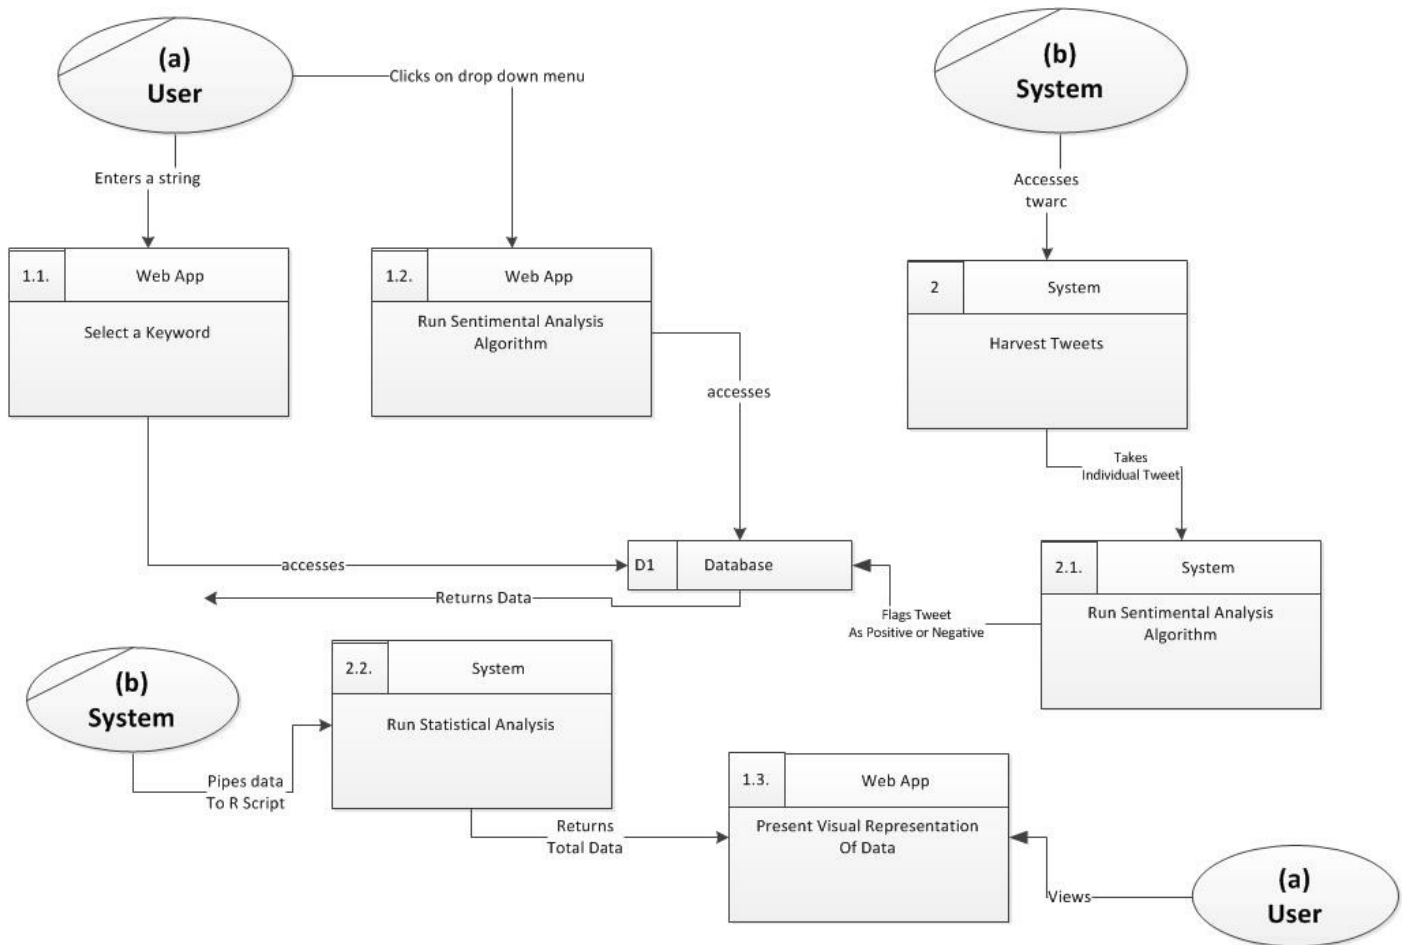 (a)
User
Clicks on drop down menu
(b)
System
Enters a string
Accesses
twarc
1.1.
Web App
Select a Keyword
1.2.
Web App
Run Sentimental Analysis
Algorithm
2
System
Harvest Tweets
accesses
Takes
Individual Tweet
accesses
D1
Database
Returns Data
2.1.
System
Run Sentimental Analysis
Algorithm
Flags Tweet
As Positive or Negative
(b)
System
2.2.
System
Run Statistical Analysis
Pipes data
To R Script
1.3.
Web App
Present Visual Representation
Of Data
Returns
Total Data
Views
(a)
User